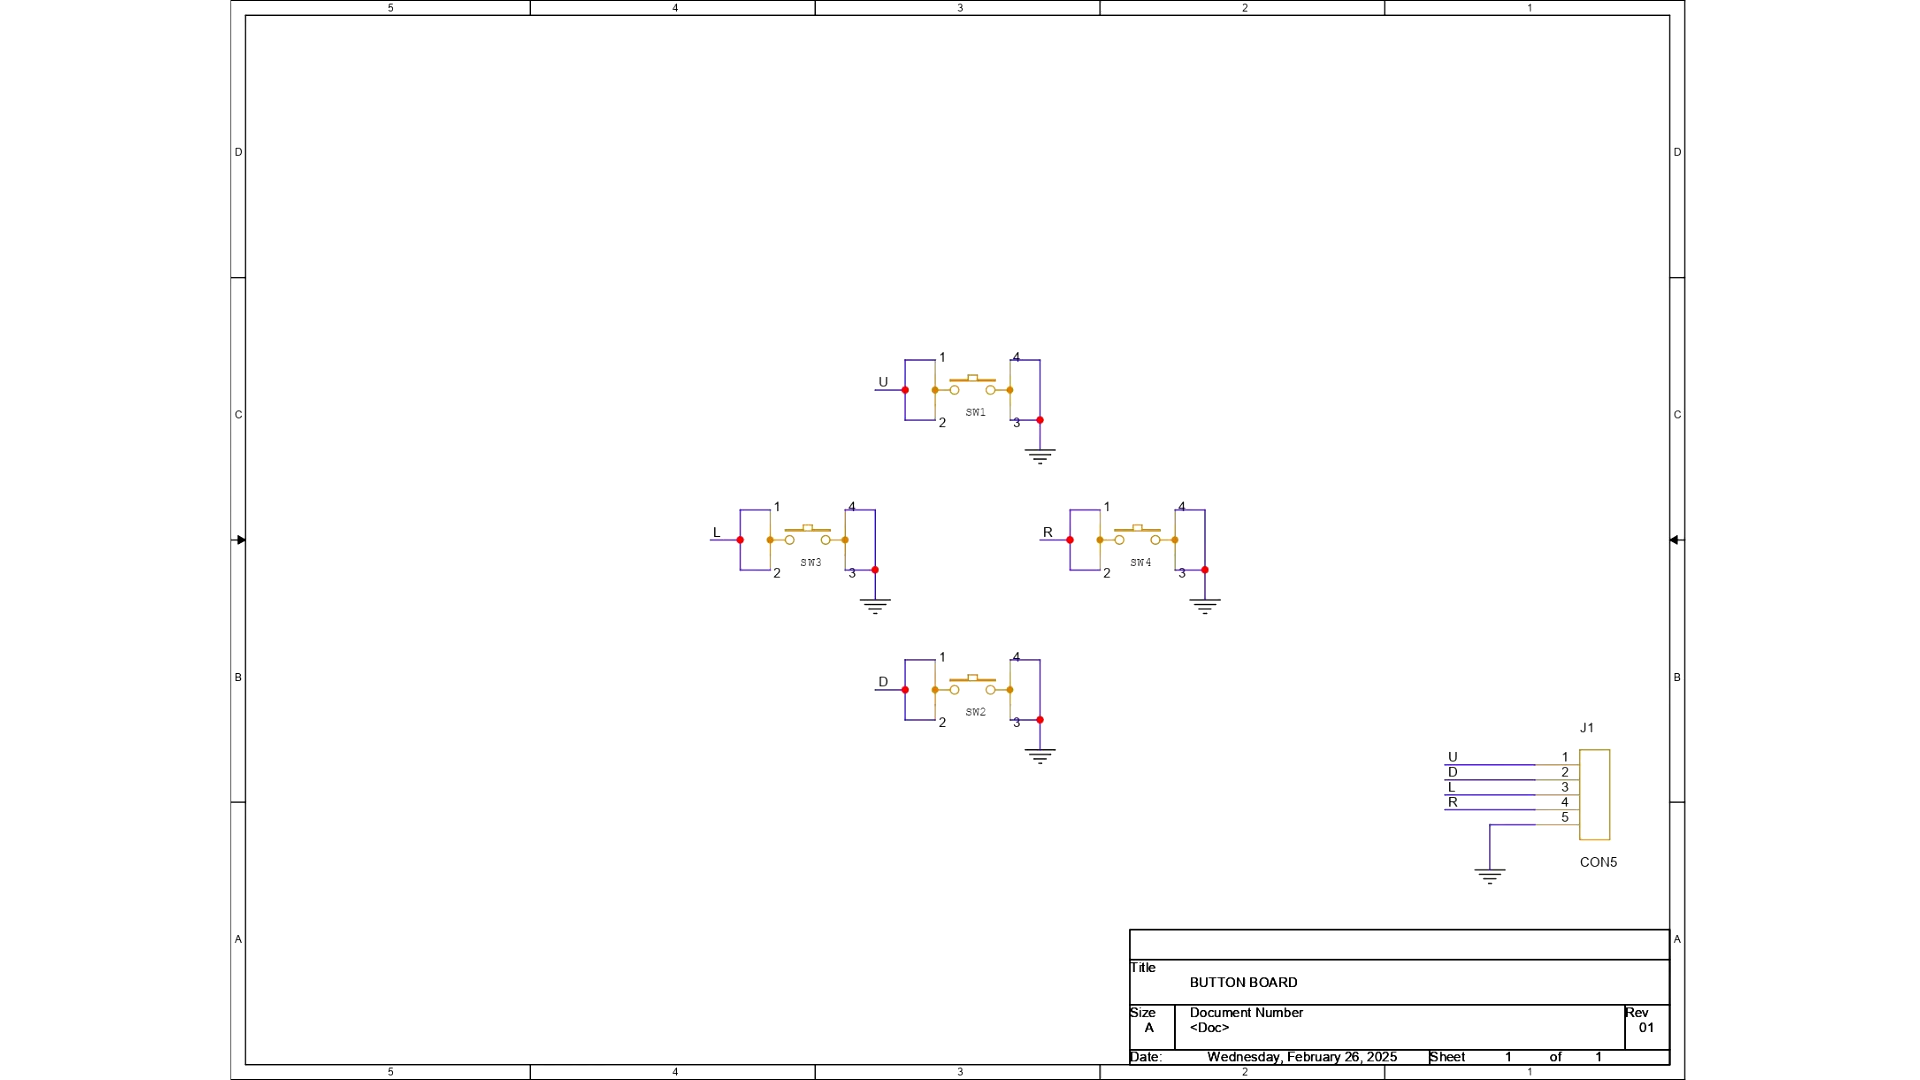 5 4 3 2 1
D D
1 4
U
SW1
C C
2 3
1 4 1 4
L R
SW3 SW4
2 3 2 3
1 4
B B
D
SW2
2 3
J1
U 1
D 2
L 3
R 4
5
CON5
A A
Title
BUTTON BOARD
Size Document Number Rev
A <Doc> 01
Date: Wednesday, February 26, 2025 Sheet 1 of 1
5 4 3 2 1